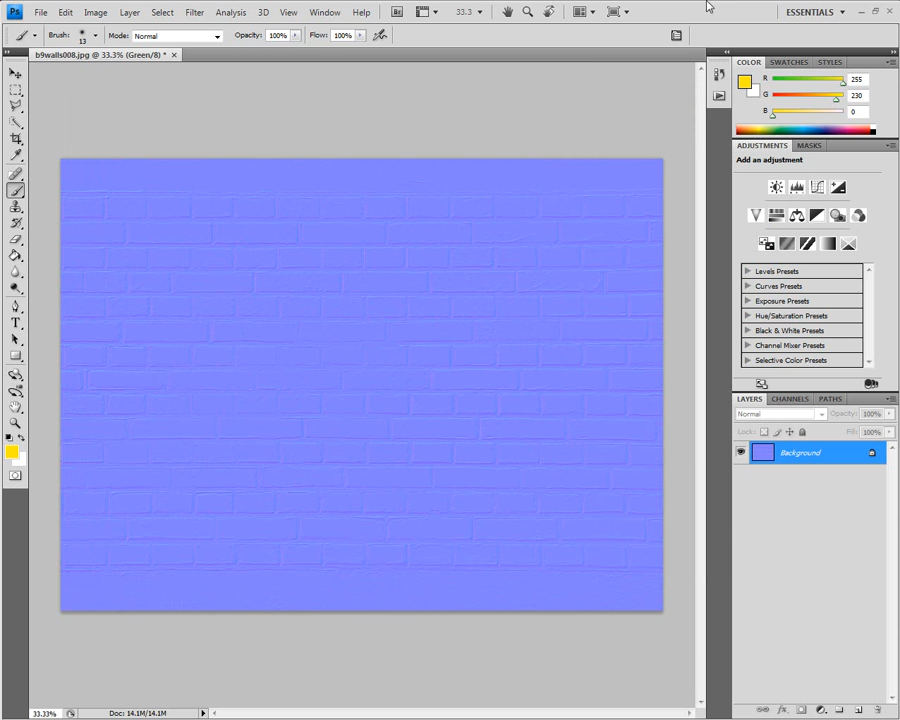 Ps File Edit Image Layer Select Filter Analysis 3D View Window Help Br 33.3 ESSENTIALS
Brush: 13 Mode: Normal Opacity: 100% Flow: 100%
b9walls008.jpg @ 33.3% (Green/8) *
COLOR SWATCHES STYLES
R 255
G 230
B 0
ADJUSTMENTS MASKS
Add an adjustment
Levels Presets
Curves Presets
Exposure Presets
Hue/Saturation Presets
Black & White Presets
Channel Mixer Presets
Selective Color Presets
LAYERS CHANNELS PATHS
Normal Opacity: 100%
Lock: Fill: 100%
Background
T
33.33% Doc: 14.1M/14.1M